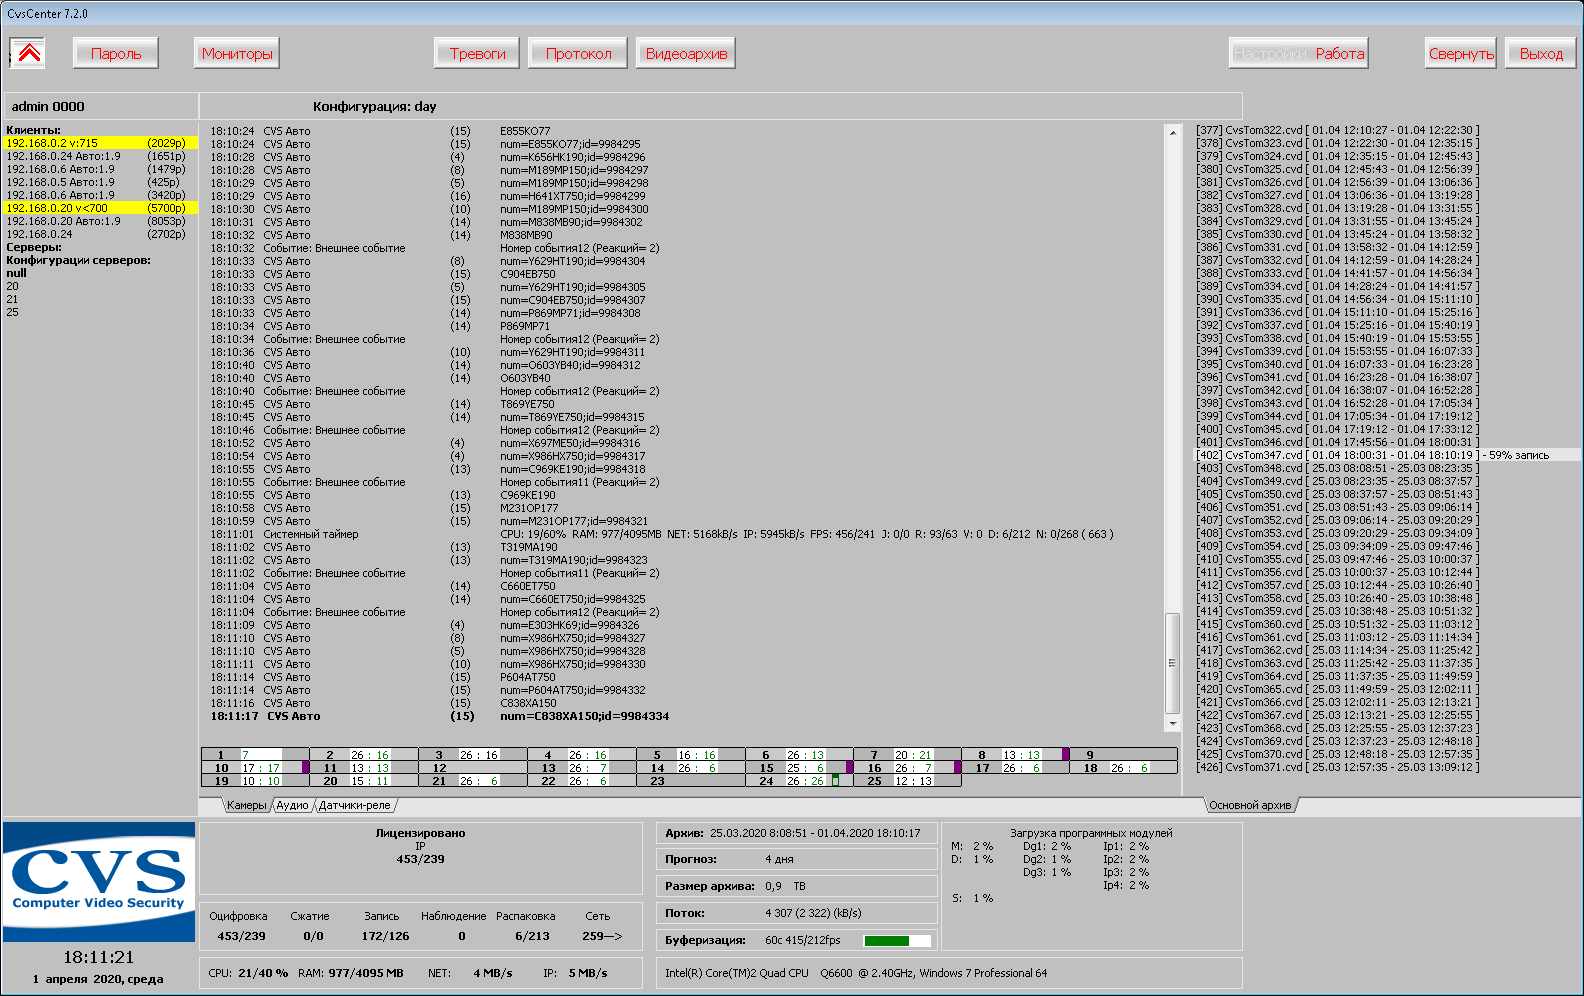 CvsCenter 7.2.0
Пароль Мониторы Тревоги Протокол Видеоархив Настройки Работа Свернуть Выход
admin 0000
Конфигурация: day
Клиенты:
192.168.0.2 v:715 (2029p)
192.168.0.24 Авто:1.9 (1651p)
192.168.0.6 Авто:1.9 (1479p)
192.168.0.5 Авто:1.9 (425p)
192.168.0.6 Авто:1.9 (3420p)
192.168.0.20 v<700 (5700p)
192.168.0.20 Авто:1.9 (8053p)
192.168.0.24 (2702p)
Серверы:
Конфигурации серверов:
null
20
21
25
18:10:24 CVS Авто (15) E855KO77
18:10:24 CVS Авто (15) num=E855KO77;id=9984295
18:10:28 CVS Авто (4) num=K656HK190;id=9984296
18:10:28 CVS Авто (8) num=M189MP150;id=9984297
18:10:29 CVS Авто (5) num=M189MP150;id=9984298
18:10:29 CVS Авто (16) num=H641XT750;id=9984299
18:10:30 CVS Авто (10) num=M189MP150;id=9984300
18:10:31 CVS Авто (14) num=M838MB90;id=9984302
18:10:32 CVS Авто (14) M838MB90
18:10:32 Событие: Внешнее событие Номер события12 (Реакций= 2)
18:10:33 CVS Авто (8) num=Y629HT190;id=9984304
18:10:33 CVS Авто (15) C904EB750
18:10:33 CVS Авто (5) num=Y629HT190;id=9984305
18:10:33 CVS Авто (15) num=C904EB750;id=9984307
18:10:33 CVS Авто (14) num=P869MP71;id=9984308
18:10:34 CVS Авто (14) P869MP71
18:10:34 Событие: Внешнее событие Номер события12 (Реакций= 2)
18:10:36 CVS Авто (10) num=Y629HT190;id=9984311
18:10:40 CVS Авто (14) num=O603YB40;id=9984312
18:10:40 CVS Авто (14) O603YB40
18:10:40 Событие: Внешнее событие Номер события12 (Реакций= 2)
18:10:45 CVS Авто (14) T869YE750
18:10:45 CVS Авто (14) num=T869YE750;id=9984315
18:10:46 Событие: Внешнее событие Номер события12 (Реакций= 2)
18:10:52 CVS Авто (4) num=X697ME50;id=9984316
18:10:54 CVS Авто (4) num=X986HX750;id=9984317
18:10:55 CVS Авто (13) num=C969KE190;id=9984318
18:10:55 Событие: Внешнее событие Номер события11 (Реакций= 2)
18:10:55 CVS Авто (13) C969KE190
18:10:58 CVS Авто (15) M231OP177
18:10:59 CVS Авто (15) num=M231OP177;id=9984321
18:11:01 Системный таймер CPU: 19/60% RAM: 977/4095MB NET: 5168kB/s IP: 5945kB/s FPS: 456/241 J: 0/0 R: 93/63 V: 0 D: 6/212 N: 0/268 ( 663 )
18:11:02 CVS Авто (13) T319MA190
18:11:02 CVS Авто (13) num=T319MA190;id=9984323
18:11:02 Событие: Внешнее событие Номер события11 (Реакций= 2)
18:11:04 CVS Авто (14) C660ET750
18:11:04 CVS Авто (14) num=C660ET750;id=9984325
18:11:04 Событие: Внешнее событие Номер события12 (Реакций= 2)
18:11:09 CVS Авто (4) num=E303HK69;id=9984326
18:11:10 CVS Авто (8) num=X986HX750;id=9984327
18:11:10 CVS Авто (5) num=X986HX750;id=9984328
18:11:11 CVS Авто (10) num=X986HX750;id=9984330
18:11:14 CVS Авто (15) P604AT750
18:11:14 CVS Авто (15) num=P604AT750;id=9984332
18:11:16 CVS Авто (15) C838XA150
18:11:17 CVS Авто (15) num=C838XA150;id=9984334
[377] CvsTom322.cvd [ 01.04 12:10:27 - 01.04 12:22:30 ]
[378] CvsTom323.cvd [ 01.04 12:22:30 - 01.04 12:35:15 ]
[379] CvsTom324.cvd [ 01.04 12:35:15 - 01.04 12:45:43 ]
[380] CvsTom325.cvd [ 01.04 12:45:43 - 01.04 12:56:39 ]
[381] CvsTom326.cvd [ 01.04 12:56:39 - 01.04 13:06:36 ]
[382] CvsTom327.cvd [ 01.04 13:06:36 - 01.04 13:19:28 ]
[383] CvsTom328.cvd [ 01.04 13:19:28 - 01.04 13:31:55 ]
[384] CvsTom329.cvd [ 01.04 13:31:55 - 01.04 13:45:24 ]
[385] CvsTom330.cvd [ 01.04 13:45:24 - 01.04 13:58:32 ]
[386] CvsTom331.cvd [ 01.04 13:58:32 - 01.04 14:12:59 ]
[387] CvsTom332.cvd [ 01.04 14:12:59 - 01.04 14:28:24 ]
[388] CvsTom333.cvd [ 01.04 14:41:57 - 01.04 14:56:34 ]
[389] CvsTom334.cvd [ 01.04 14:28:24 - 01.04 14:41:57 ]
[390] CvsTom335.cvd [ 01.04 14:56:34 - 01.04 15:11:10 ]
[391] CvsTom336.cvd [ 01.04 15:11:10 - 01.04 15:25:16 ]
[392] CvsTom337.cvd [ 01.04 15:25:16 - 01.04 15:40:19 ]
[393] CvsTom338.cvd [ 01.04 15:40:19 - 01.04 15:53:55 ]
[394] CvsTom339.cvd [ 01.04 15:53:55 - 01.04 16:07:33 ]
[395] CvsTom340.cvd [ 01.04 16:07:33 - 01.04 16:23:28 ]
[396] CvsTom341.cvd [ 01.04 16:23:28 - 01.04 16:38:07 ]
[397] CvsTom342.cvd [ 01.04 16:38:07 - 01.04 16:52:28 ]
[398] CvsTom343.cvd [ 01.04 16:52:28 - 01.04 17:05:34 ]
[399] CvsTom344.cvd [ 01.04 17:05:34 - 01.04 17:19:12 ]
[400] CvsTom345.cvd [ 01.04 17:19:12 - 01.04 17:33:12 ]
[401] CvsTom346.cvd [ 01.04 17:45:56 - 01.04 18:00:31 ]
[402] CvsTom347.cvd [ 01.04 18:00:31 - 01.04 18:10:19 ] - 59% запись
[403] CvsTom348.cvd [ 25.03 08:08:51 - 25.03 08:23:35 ]
[404] CvsTom349.cvd [ 25.03 08:23:35 - 25.03 08:37:57 ]
[405] CvsTom350.cvd [ 25.03 08:37:57 - 25.03 08:51:43 ]
[406] CvsTom351.cvd [ 25.03 08:51:43 - 25.03 09:06:14 ]
[407] CvsTom352.cvd [ 25.03 09:06:14 - 25.03 09:20:29 ]
[408] CvsTom353.cvd [ 25.03 09:20:29 - 25.03 09:34:09 ]
[409] CvsTom354.cvd [ 25.03 09:34:09 - 25.03 09:47:46 ]
[410] CvsTom355.cvd [ 25.03 09:47:46 - 25.03 10:00:37 ]
[411] CvsTom356.cvd [ 25.03 10:00:37 - 25.03 10:12:44 ]
[412] CvsTom357.cvd [ 25.03 10:12:44 - 25.03 10:26:40 ]
[413] CvsTom358.cvd [ 25.03 10:26:40 - 25.03 10:38:48 ]
[414] CvsTom359.cvd [ 25.03 10:38:48 - 25.03 10:51:32 ]
[415] CvsTom360.cvd [ 25.03 10:51:32 - 25.03 11:03:12 ]
[416] CvsTom361.cvd [ 25.03 11:03:12 - 25.03 11:14:34 ]
[417] CvsTom362.cvd [ 25.03 11:14:34 - 25.03 11:25:42 ]
[418] CvsTom363.cvd [ 25.03 11:25:42 - 25.03 11:37:35 ]
[419] CvsTom364.cvd [ 25.03 11:37:35 - 25.03 11:49:59 ]
[420] CvsTom365.cvd [ 25.03 11:49:59 - 25.03 12:02:11 ]
[421] CvsTom366.cvd [ 25.03 12:02:11 - 25.03 12:13:21 ]
[422] CvsTom367.cvd [ 25.03 12:13:21 - 25.03 12:25:55 ]
[423] CvsTom368.cvd [ 25.03 12:25:55 - 25.03 12:37:23 ]
[424] CvsTom369.cvd [ 25.03 12:37:23 - 25.03 12:48:18 ]
[425] CvsTom370.cvd [ 25.03 12:48:18 - 25.03 12:57:35 ]
[426] CvsTom371.cvd [ 25.03 12:57:35 - 25.03 13:09:12 ]
1 7 2 26 : 16 3 26 : 16 4 26 : 16 5 16 : 16 6 26 : 13 7 20 : 21 8 13 : 13 9
10 17 : 17 11 13 : 13 12 13 26 : 7 14 26 : 6 15 25 : 6 16 26 : 7 17 26 : 6 18 26 : 6
19 10 : 10 20 15 : 11 21 26 : 6 22 26 : 6 23 24 26 : 26 25 12 : 13
Камеры Аудио Датчики-реле
Основной архив
CVS
Computer Video Security
18:11:21
1 апреля 2020, среда
Лицензировано
IP
453/239
Оцифровка Сжатие Запись Наблюдение Распаковка Сеть
453/239 0/0 172/126 0 6/213 259-->
CPU: 21/40 % RAM: 977/4095 MB NET: 4 MB/s IP: 5 MB/s
Архив: 25.03.2020 8:08:51 - 01.04.2020 18:10:17
Прогноз: 4 дня
Размер архива: 0,9 TB
Поток: 4 307 (2 322) (kB/s)
Буферизация: 60c 415/212fps
Загрузка программных модулей
M: 2 % Dg1: 2 % Ip1: 2 %
D: 1 % Dg2: 1 % Ip2: 2 %
Dg3: 1 % Ip3: 2 %
Ip4: 2 %
S: 1 %
Intel(R) Core(TM)2 Quad CPU Q6600 @ 2.40GHz, Windows 7 Professional 64